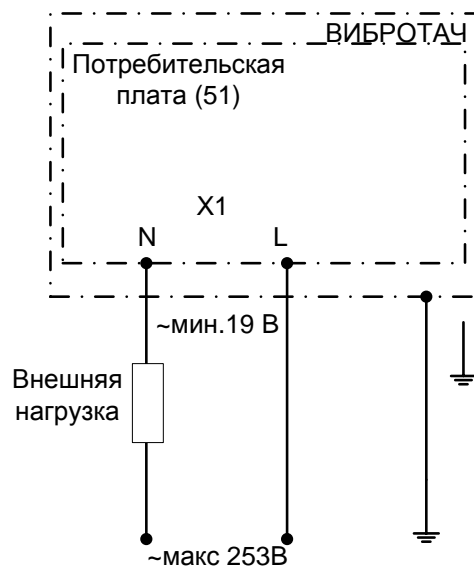 ВИБРОТАЧ
Потребительская
плата (51)
X1
N L
~мин.19 В
Внешняя
нагрузка
~макс 253В